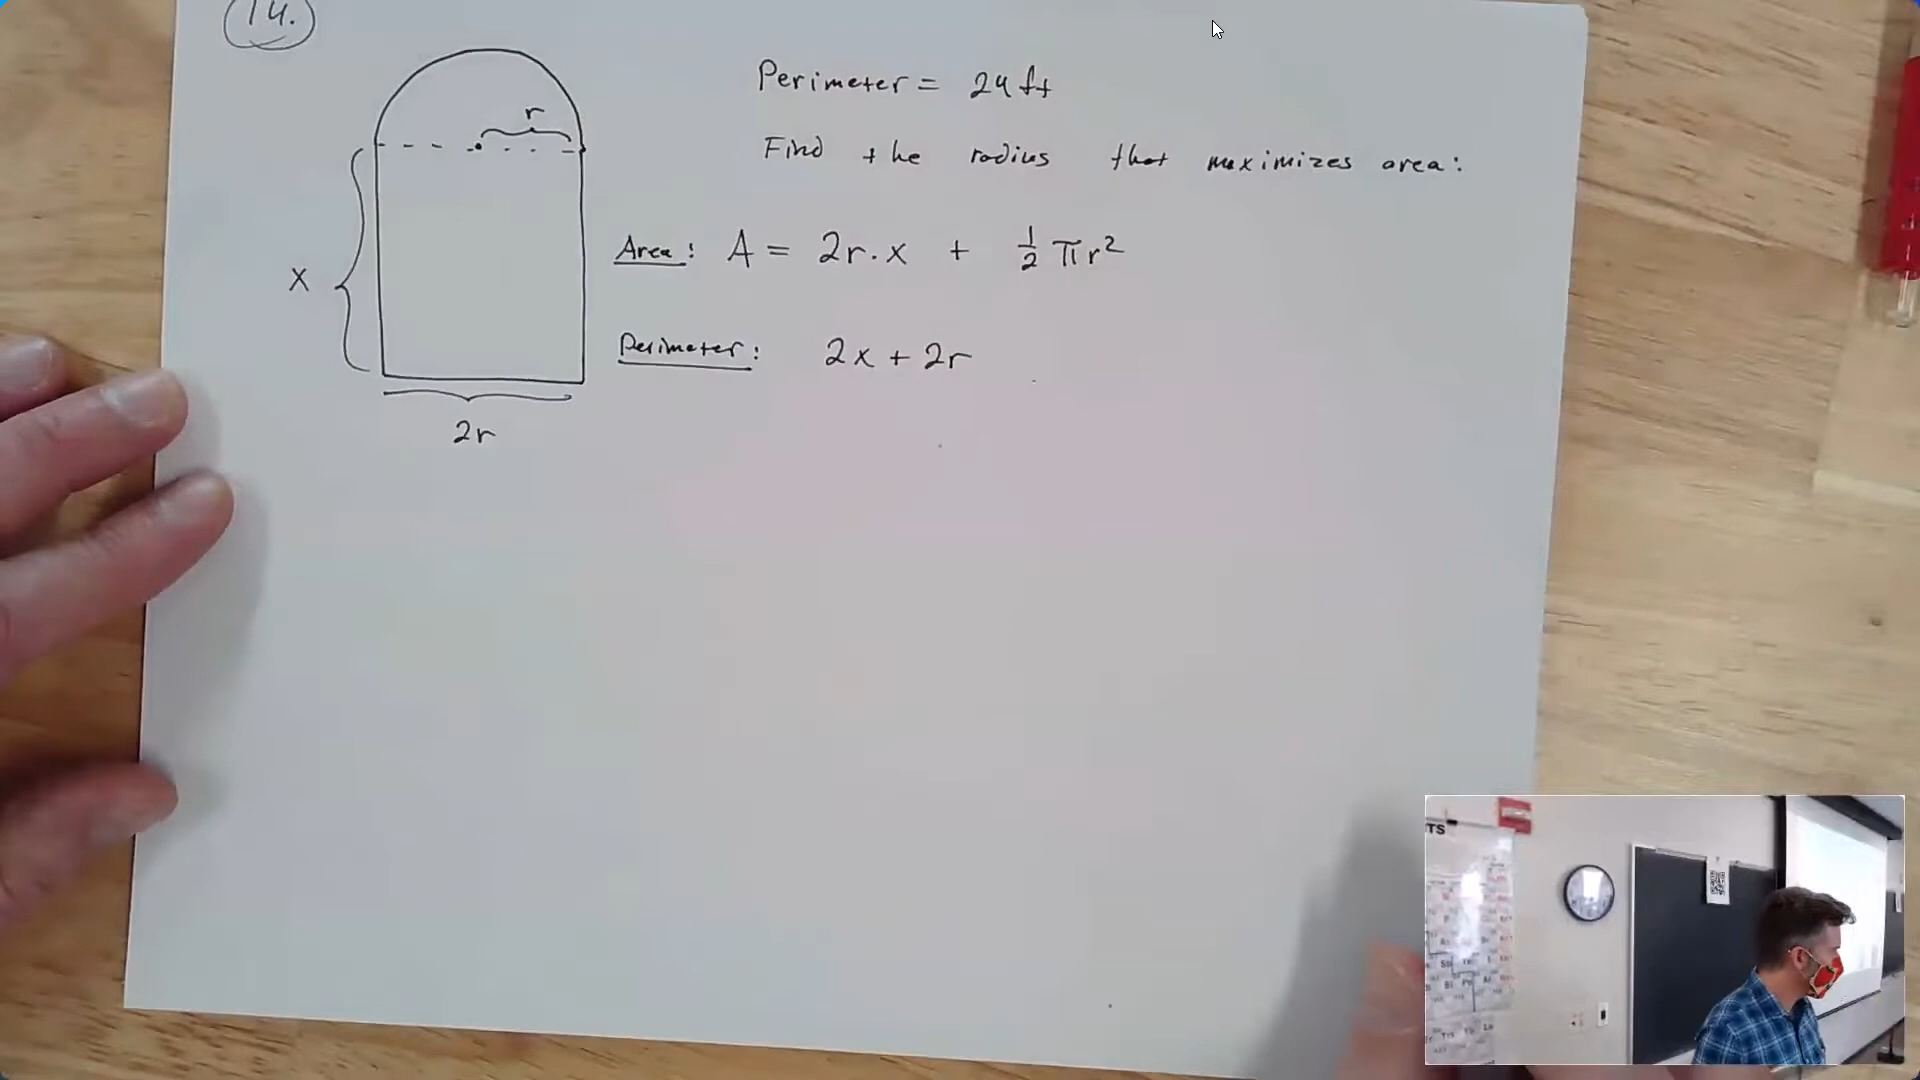 14.
r
Perimeter = 24 ft
Find the radius that maximizes area:
Area: A = 2r.x + ½ πr²
x
Perimeter: 2x + 2r
2r
TS